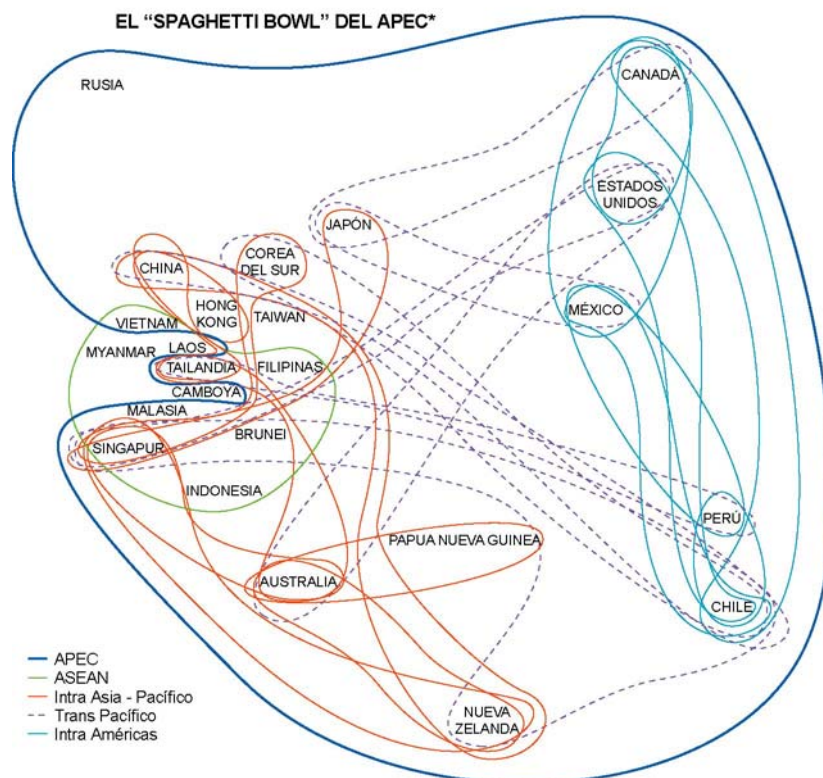 EL “SPAGHETTI BOWL” DEL APEC*
RUSIA
CANADÁ
ESTADOS
UNIDOS
JAPÓN
COREA
DEL SUR
CHINA
HONG
KONG
TAIWAN
MÉXICO
VIETNAM
LAOS
MYANMAR
TAILANDIA
FILIPINAS
CAMBOYA
MALASIA
BRUNEI
SINGAPUR
INDONESIA
PERÚ
PAPUA NUEVA GUINEA
AUSTRALIA
CHILE
NUEVA
ZELANDA
APEC
ASEAN
Intra Asia - Pacífico
Trans Pacífico
Intra Américas